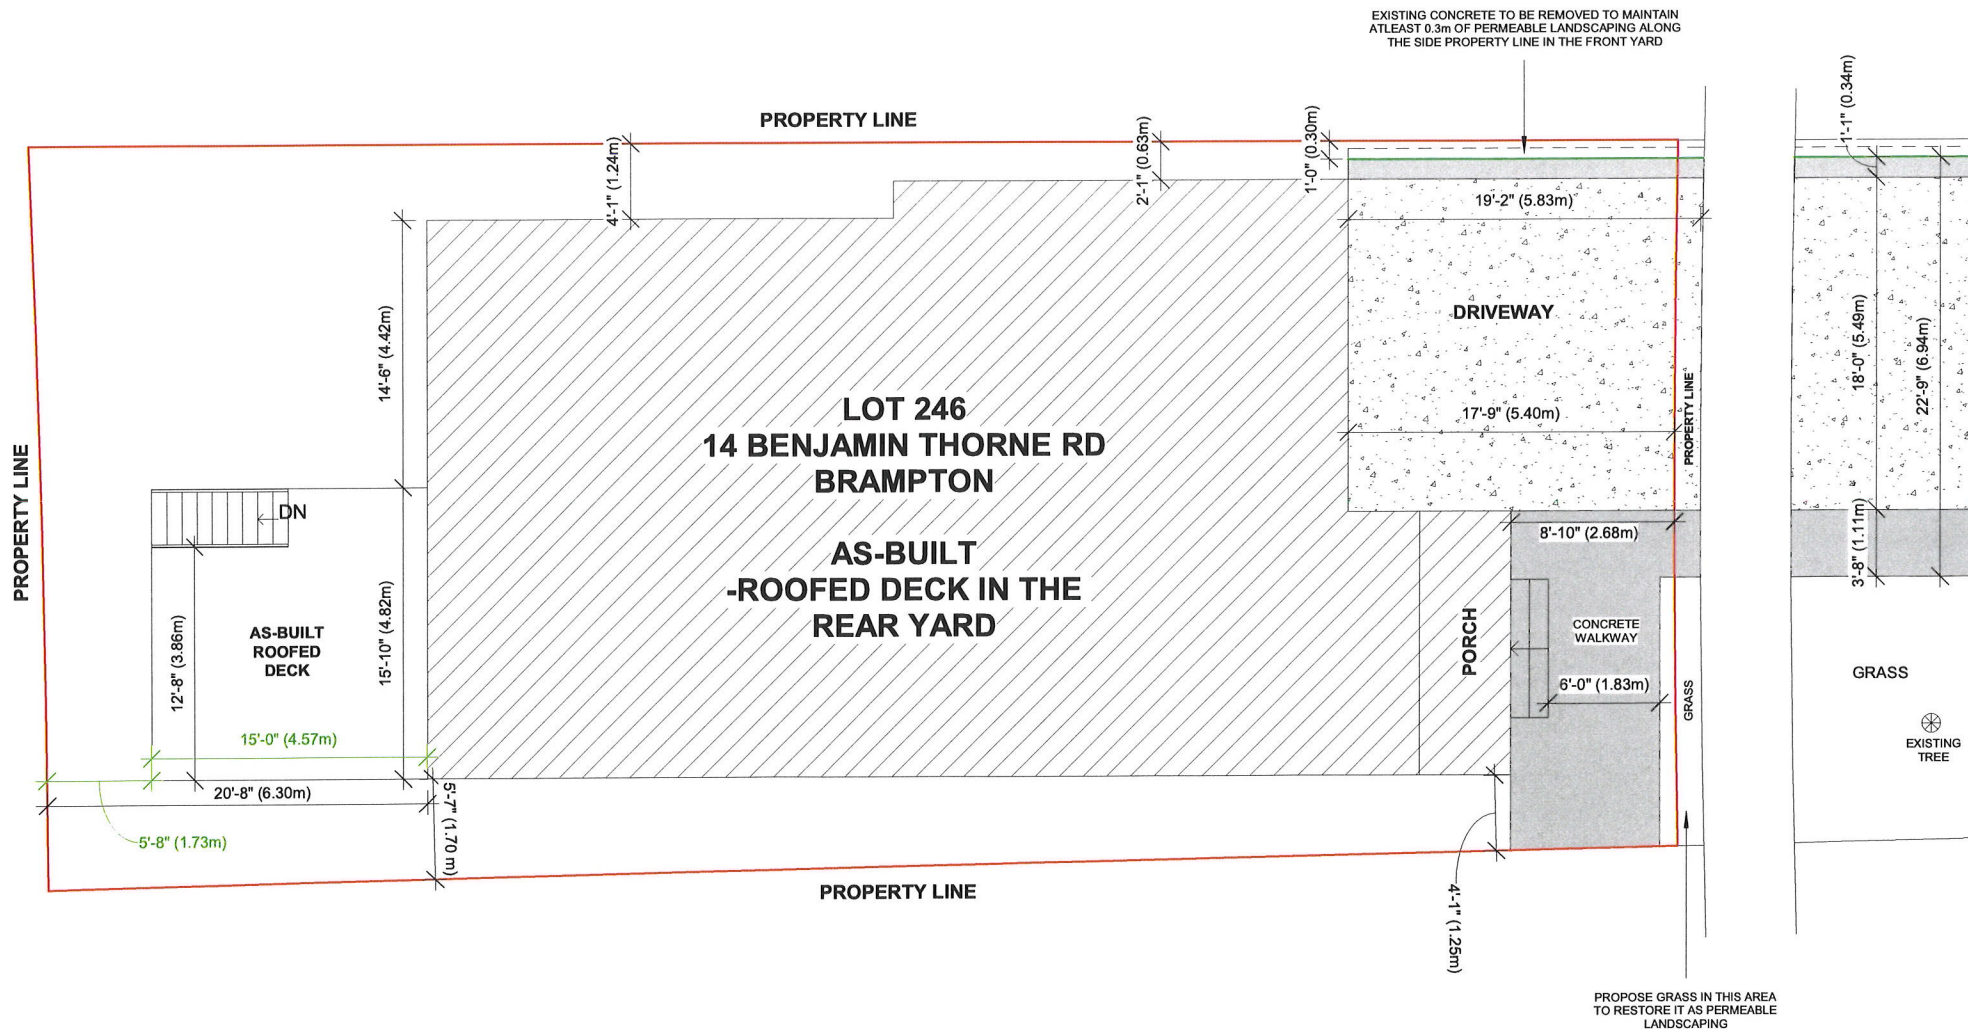 EXISTING CONCRETE TO BE REMOVED TO MAINTAIN
ATLEAST 0.3m OF PERMEABLE LANDSCAPING ALONG
THE SIDE PROPERTY LINE IN THE FRONT YARD
PROPERTY LINE
4'-1" (1.24m)
2'-1" (0.63m)
1'-0" (0.30m)
1'-1" (0.34m)
19'-2" (5.83m)
DRIVEWAY
17'-9" (5.40m)
PROPERTY LINE
18'-0" (5.49m)
22'-9" (6.94m)
3'-8" (1.11m)
14'-6" (4.42m)
LOT 246
14 BENJAMIN THORNE RD
BRAMPTON
AS-BUILT
-ROOFED DECK IN THE
REAR YARD
PROPERTY LINE
DN
AS-BUILT
ROOFED
DECK
12'-8" (3.86m)
15'-10" (4.82m)
15'-0" (4.57m)
20'-8" (6.30m)
5'-8" (1.73m)
5'-7" (1.70 m)
8'-10" (2.68m)
PORCH
CONCRETE
WALKWAY
6'-0" (1.83m)
GRASS
GRASS
EXISTING
TREE
PROPERTY LINE
4'-1" (1.25m)
PROPOSE GRASS IN THIS AREA
TO RESTORE IT AS PERMEABLE
LANDSCAPING